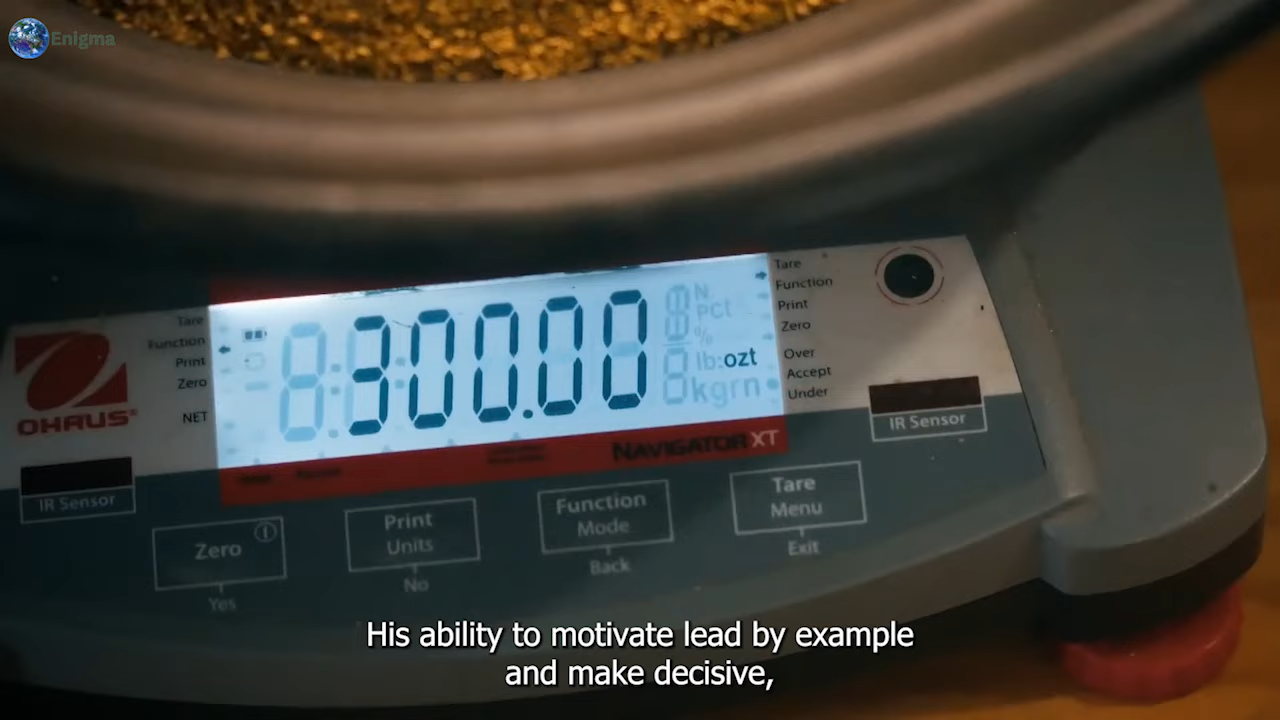 Enigma
300.00
N
Pct
%
lb:ozt
kgrn
Tare
Function
Print
Zero
NET
Tare
Function
Print
Zero
Over
Accept
Under
OHAUS
NAVIGATOR XT
IR Sensor
IR Sensor
Zero
Yes
Print
Units
No
Function
Mode
Back
Tare
Menu
Exit
His ability to motivate lead by example
and make decisive,